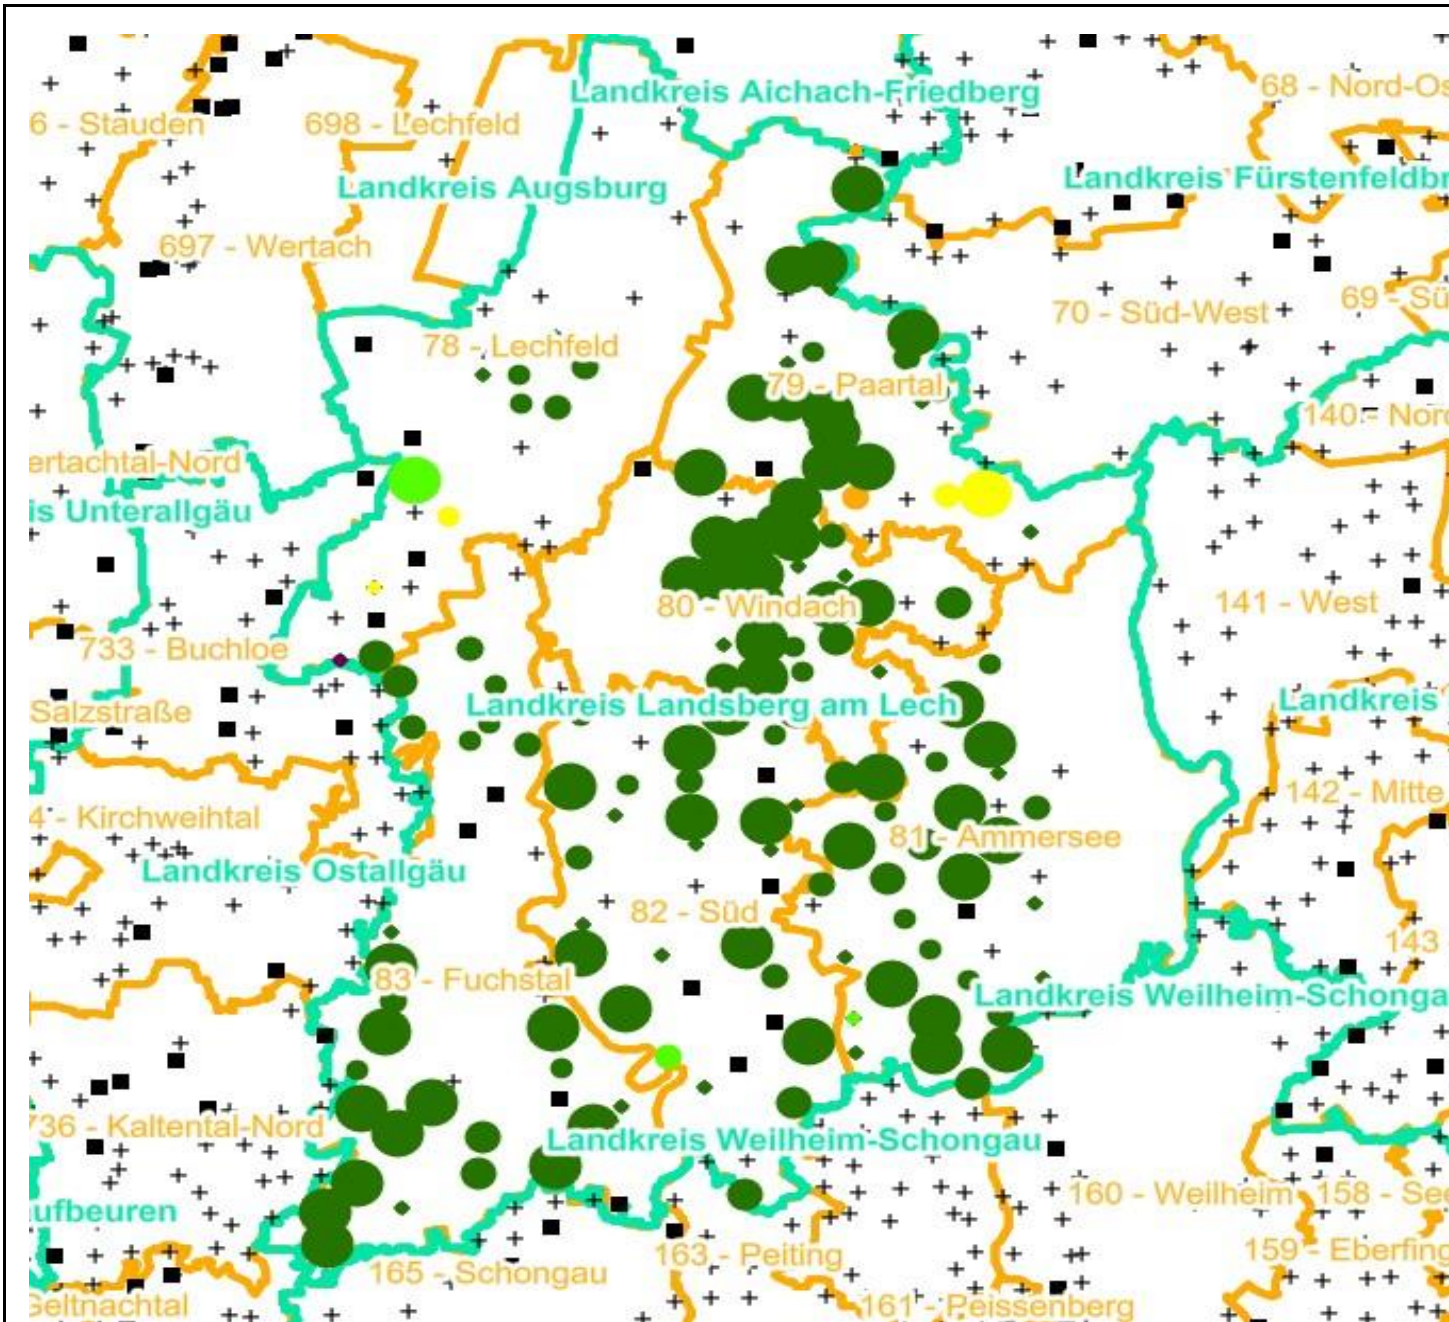 Landkreis Aichach-Friedberg
68 - Nord-Os
6 - Stauden
698 - Lechfeld
Landkreis Augsburg
Landkreis Fürstenfeldbr
697 - Wertach
69 - Sü
70 - Süd-West
78 - Lechfeld
79 - Paartal
140 - Nord
ertachtal-Nord
is Unterallgäu
80 - Windach
141 - West
733 - Buchloe
Landkreis Landsberg am Lech
Landkreis
Salzstraße
142 - Mitte
4 - Kirchweihtal
81 - Ammersee
Landkreis Ostallgäu
82 - Süd
143
83 - Fuchstal
Landkreis Weilheim-Schonga
736 - Kaltental-Nord
Landkreis Weilheim-Schongau
160 - Weilheim
158 - See
ufbeuren
163 - Peiting
159 - Eberfing
165 - Schongau
Geltnachtal
161 - Peissenberg